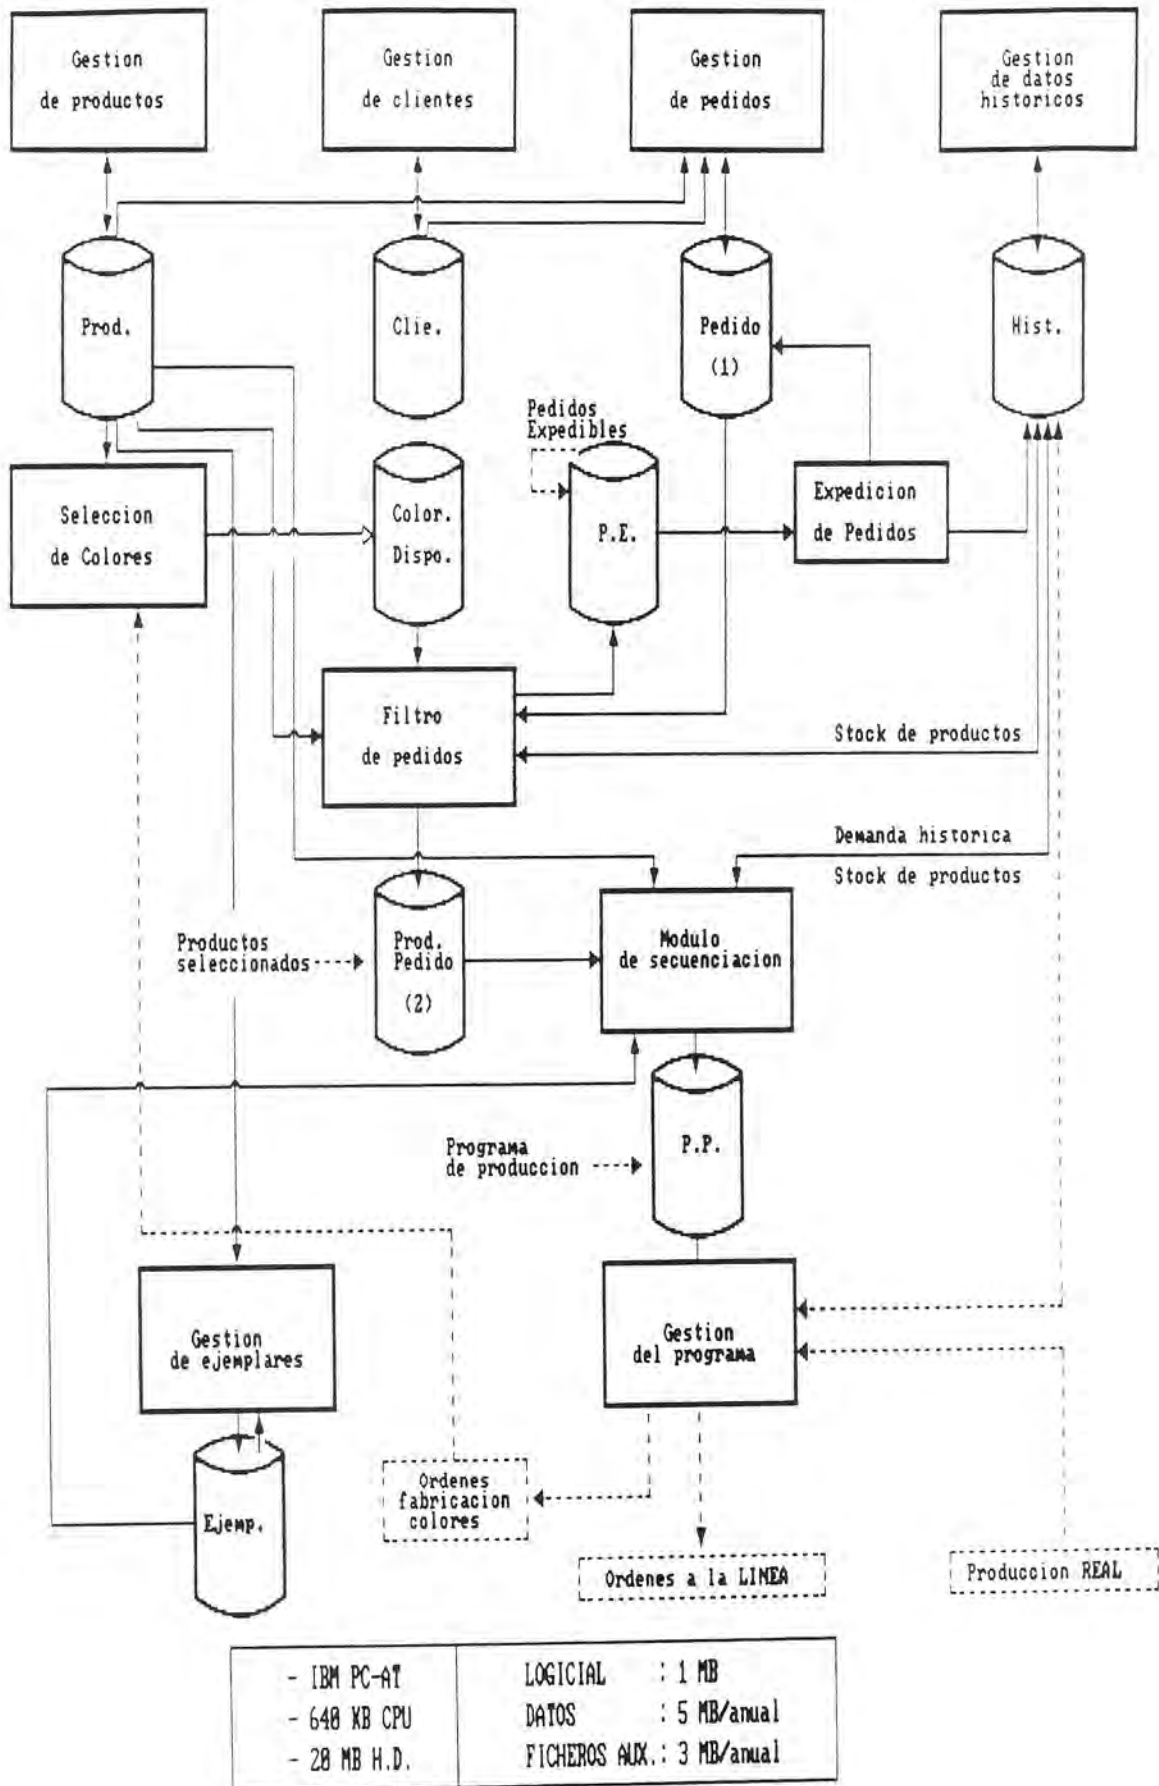 Gestion
de productos
Gestion
de clientes
Gestion
de pedidos
Gestion
de datos
historicos
Prod.
Clie.
Pedido
(1)
Hist.
Pedidos
Expedibles
Seleccion
de Colores
Color.
Dispo.
P.E.
Expedicion
de Pedidos
Filtro
de pedidos
Stock de productos
Demanda historica
Stock de productos
Productos
seleccionados
Prod.
Pedido
(2)
Modulo
de secuenciacion
Programa
de produccion
P.P.
Gestion
de ejemplares
Gestion
del programa
Ejemp.
Ordenes
fabricacion
colores
Ordenes a la LINEA
Produccion REAL
- IBM PC-AT
- 640 KB CPU
- 20 MB H.D.
LOGICIAL : 1 MB
DATOS : 5 MB/anual
FICHEROS AUX.: 3 MB/anual